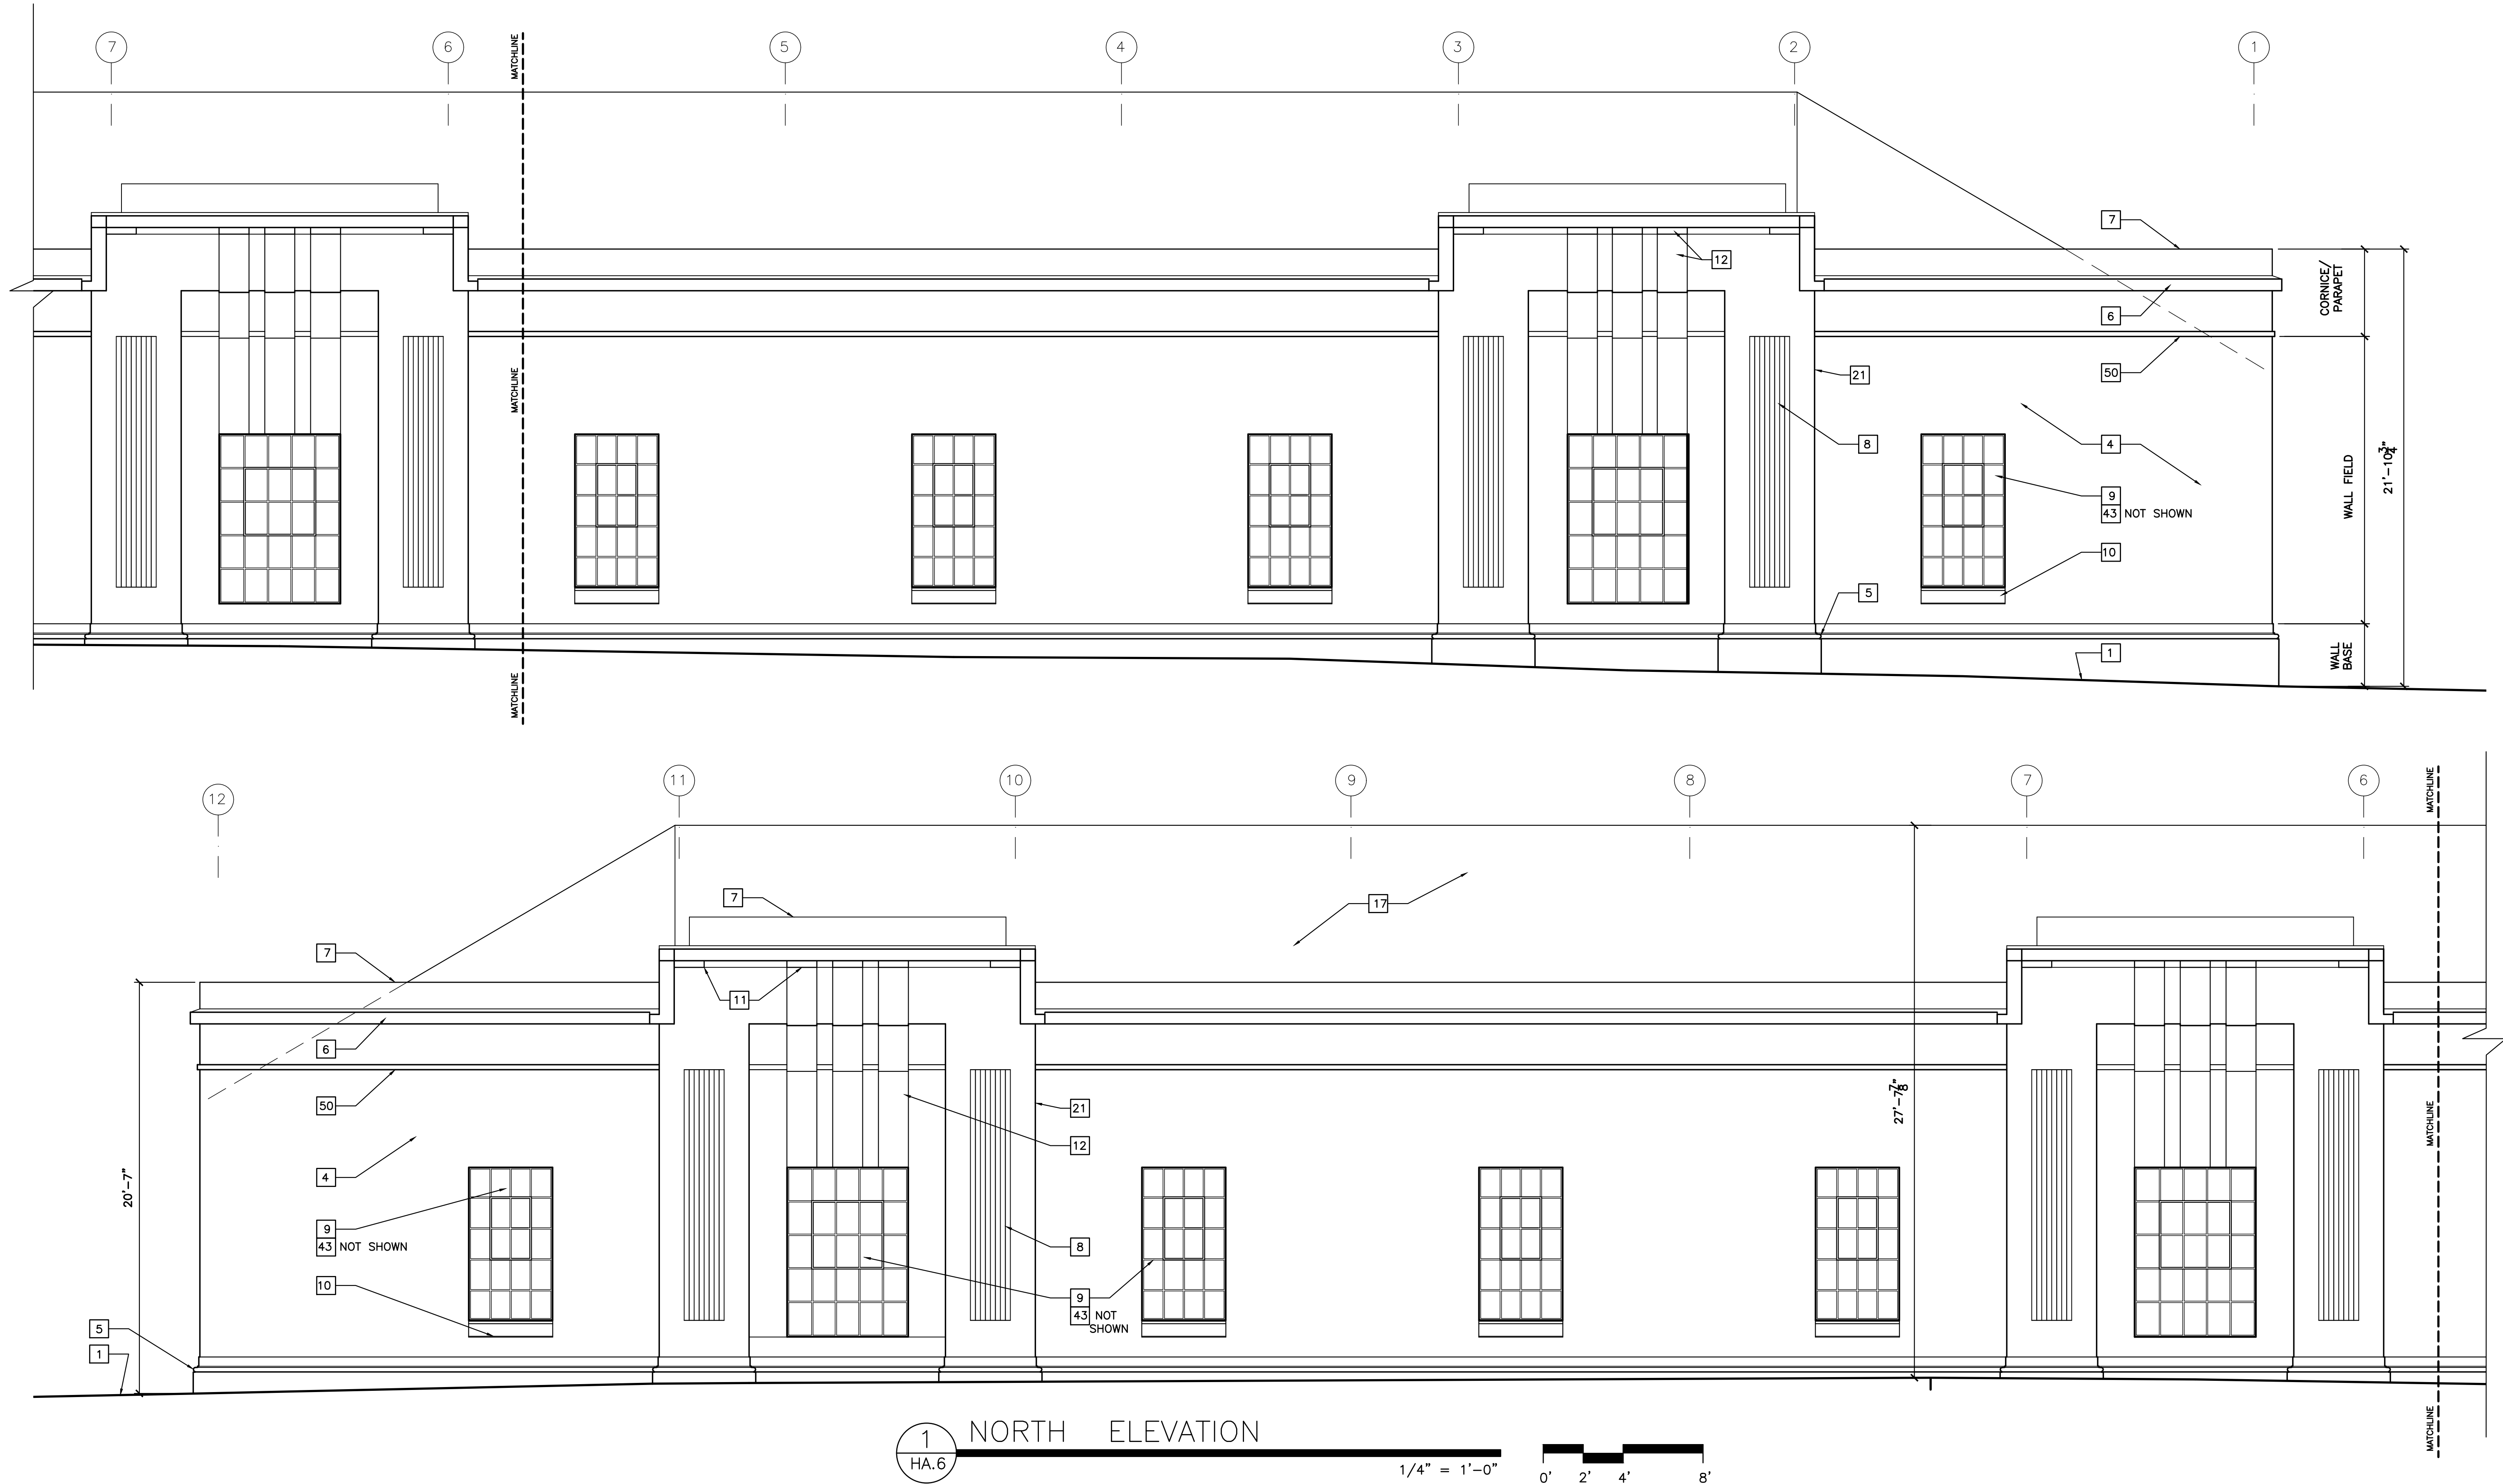 7 6 5 4 3 2 1
MATCHLINE
7
12
CORNICE/
PARAPET
6
21
50
MATCHLINE
8
4
21'-10 3/4"
WALL FIELD
9
43 NOT SHOWN
10
5
1
WALL
BASE
MATCHLINE
12 11 10 9 8 7 6
MATCHLINE
7
17
7
11
6
50
21
27'-7 7/8"
MATCHLINE
12
4
20'-7"
9
43 NOT SHOWN
8
10
9
43 NOT
SHOWN
5
1
MATCHLINE
1
HA.6
NORTH ELEVATION
1/4" = 1'-0"
0' 2' 4' 8'